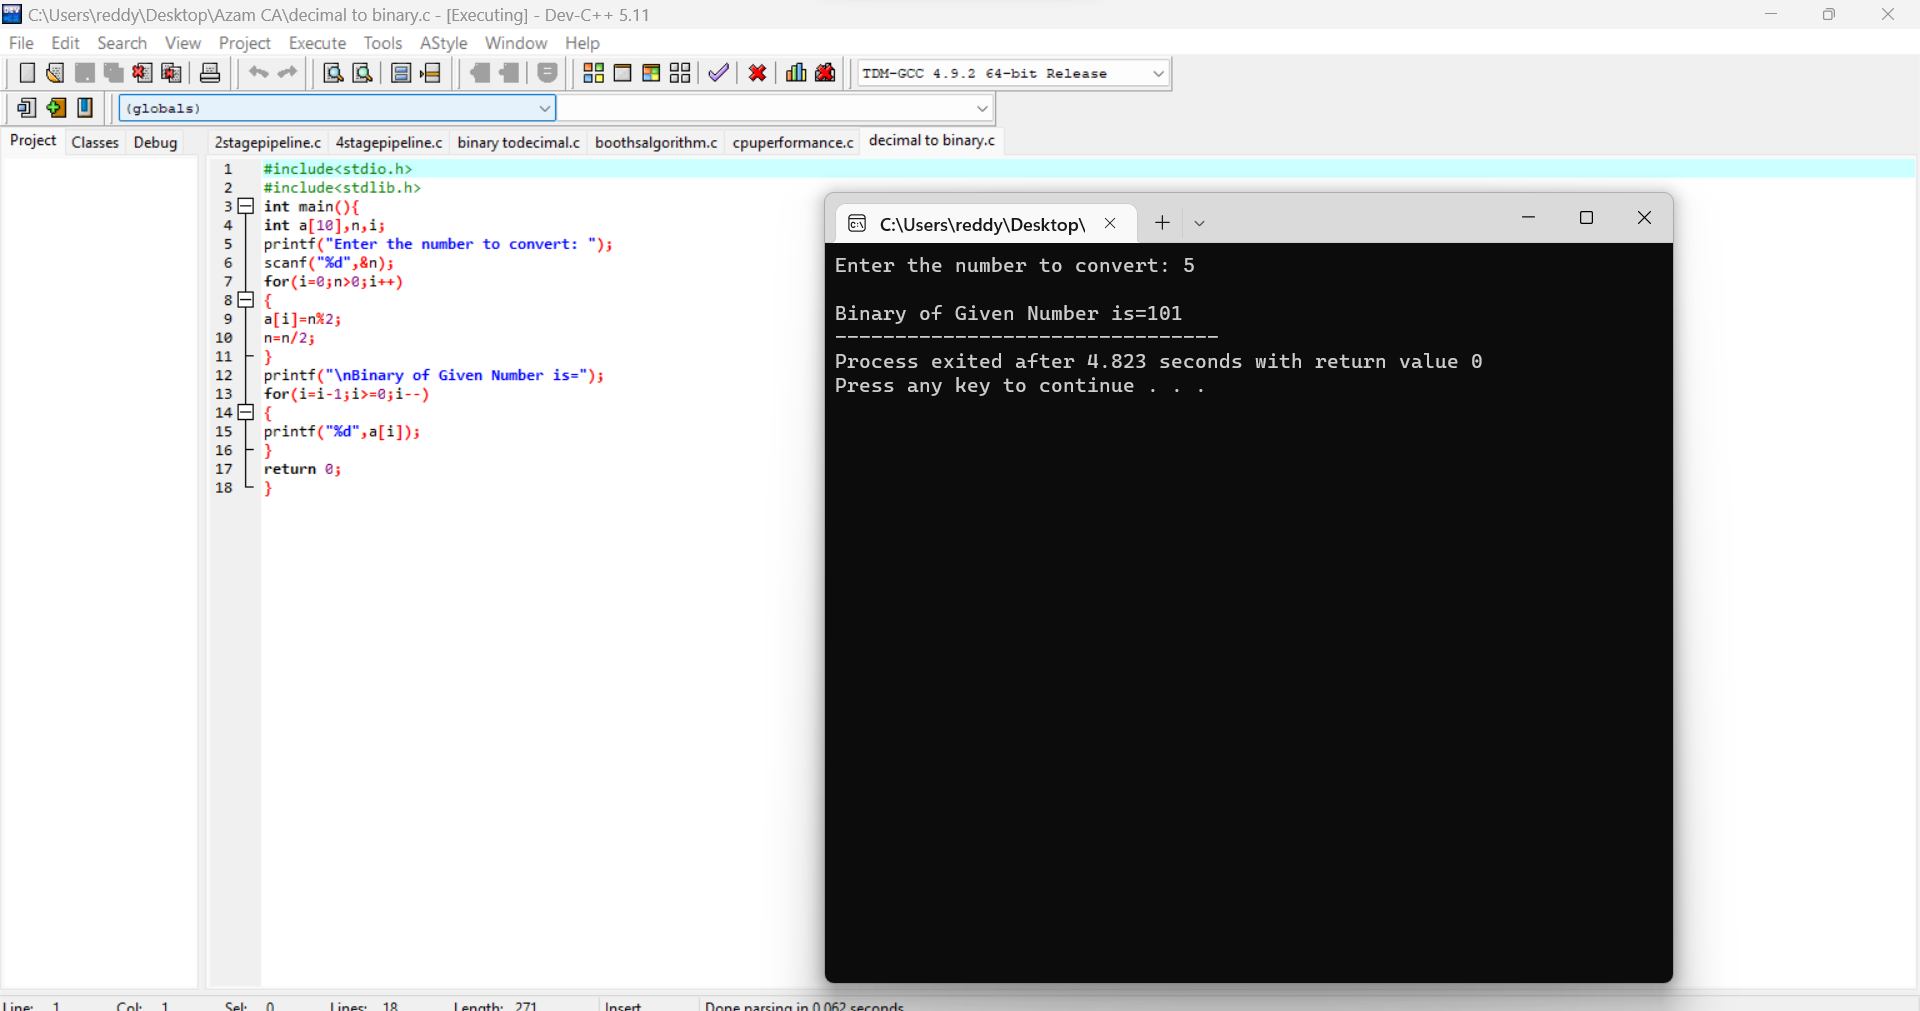 C:\Users\reddy\Desktop\Azam CA\decimal to binary.c - [Executing] - Dev-C++ 5.11
File Edit Search View Project Execute Tools AStyle Window Help
TDM-GCC 4.9.2 64-bit Release
(globals)
Project Classes Debug
2stagepipeline.c 4stagepipeline.c binary todecimal.c boothsalgorithm.c cpuperformance.c decimal to binary.c
1 #include<stdio.h>
2 #include<stdlib.h>
3 int main(){
4 int a[10],n,i;
5 printf("Enter the number to convert: ");
6 scanf("%d",&n);
7 for(i=0;n>0;i++)
8 {
9 a[i]=n%2;
10 n=n/2;
11 }
12 printf("\nBinary of Given Number is=");
13 for(i=i-1;i>=0;i--)
14 {
15 printf("%d",a[i]);
16 }
17 return 0;
18 }
C:\Users\reddy\Desktop\
Enter the number to convert: 5
Binary of Given Number is=101
--------------------------------
Process exited after 4.823 seconds with return value 0
Press any key to continue . . .
Line: 1 Col: 1 Sel: 0 Lines: 18 Length: 271 Insert Done parsing in 0.062 seconds